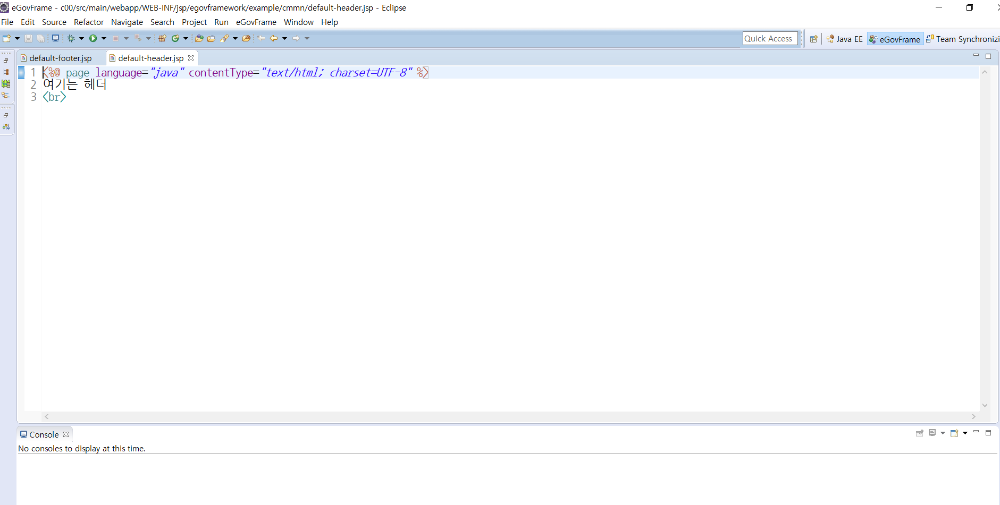 eGovFrame - c00/src/main/webapp/WEB-INF/jsp/egovframework/example/cmmn/default-header.jsp - Eclipse
File Edit Source Refactor Navigate Search Project Run eGovFrame Window Help
Quick Access Java EE eGovFrame Team Synchronizi
default-footer.jsp default-header.jsp
1 <%@ page language="java" contentType="text/html; charset=UTF-8" %>
2 여기는 헤더
3 <br>
Console
No consoles to display at this time.